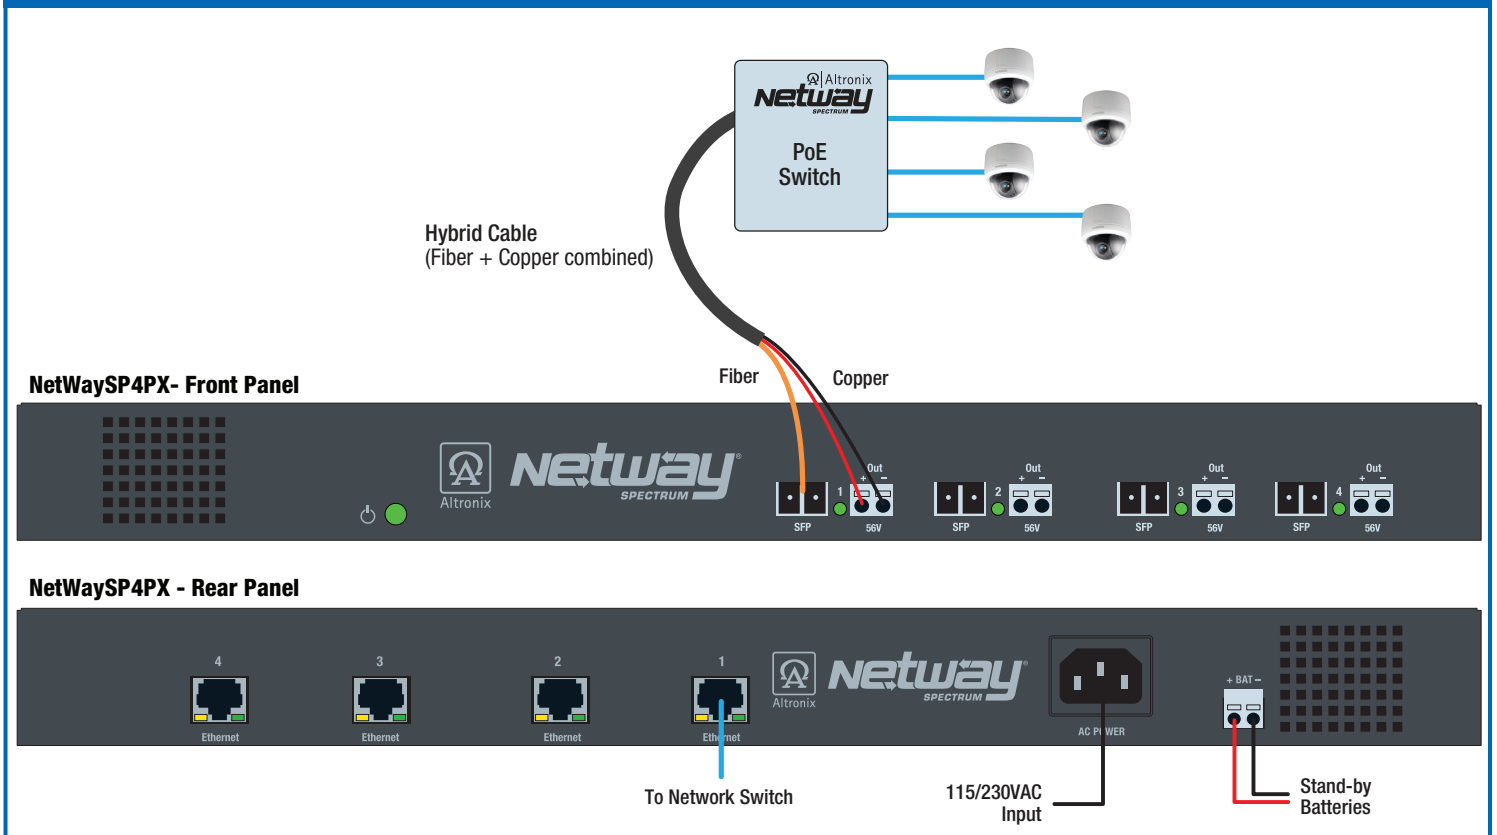 Altronix
Netway
SPECTRUM
PoE
Switch
Hybrid Cable
(Fiber + Copper combined)
Fiber
Copper
NetWaySP4PX- Front Panel
Altronix
Netway®
SPECTRUM
SFP
1
Out
+ −
56V
SFP
2
Out
+ −
56V
SFP
3
Out
+ −
56V
SFP
4
Out
+ −
56V
NetWaySP4PX - Rear Panel
4
Ethernet
3
Ethernet
2
Ethernet
1
Ethernet
Altronix
Netway®
SPECTRUM
AC POWER
+ BAT −
To Network Switch
115/230VAC
Input
Stand-by
Batteries